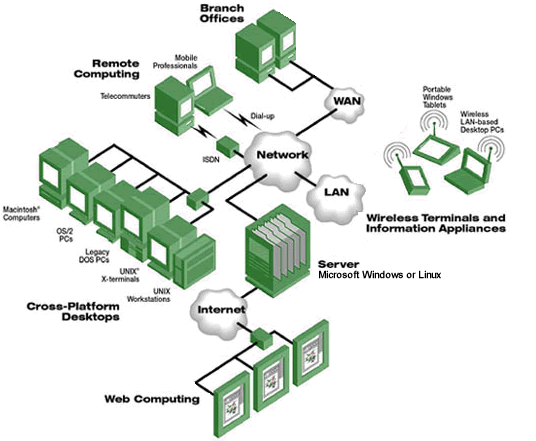 Branch
Offices
Remote
Computing
Mobile
Professionals
Telecommuters
Dial-up
ISDN
WAN
Network
LAN
Portable
Windows
Tablets
Wireless
LAN-based
Desktop PCs
Wireless Terminals and
Information Appliances
Macintosh®
Computers
OS/2
PCs
Legacy
DOS PCs
UNIX®
X-terminals
UNIX
Workstations
Cross-Platform
Desktops
Server
Microsoft Windows or Linux
Internet
Web Computing